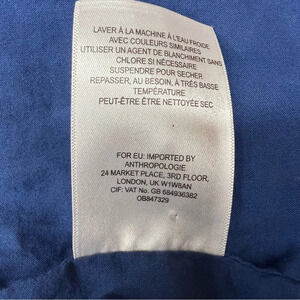 LAVER À LA MACHINE À L'EAU FROIDE
AVEC COULEURS SIMILAIRES
UTILISER UN AGENT DE BLANCHIMENT SANS
CHLORE SI NÉCESSAIRE
SUSPENDRE POUR SÉCHER.
REPASSER, AU BESOIN, À TRÈS BASSE
TEMPÉRATURE
PEUT-ÊTRE ÊTRE NETTOYÉE SEC
FOR EU: IMPORTED BY
ANTHROPOLOGIE
24 MARKET PLACE, 3RD FLOOR,
LONDON, UK W1W8AN
CIF: VAT No. GB 684936382
OB847329